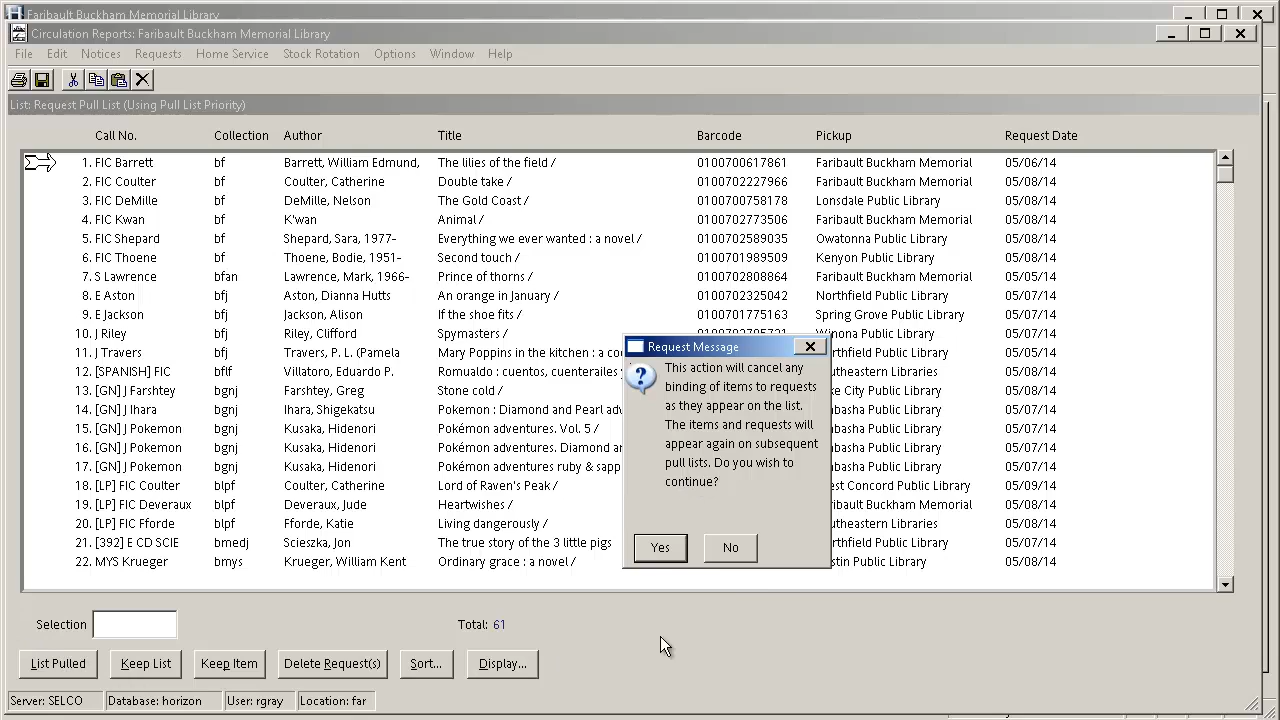 Faribault Buckham Memorial Library
Circulation Reports: Faribault Buckham Memorial Library
File Edit Notices Requests Home Service Stock Rotation Options Window Help
List: Request Pull List (Using Pull List Priority)
Call No. Collection Author Title Barcode Pickup Request Date
1. FIC Barrett bf Barrett, William Edmund, The lilies of the field / 0100700617861 Faribault Buckham Memorial 05/06/14
2. FIC Coulter bf Coulter, Catherine Double take / 0100702227966 Faribault Buckham Memorial 05/08/14
3. FIC DeMille bf DeMille, Nelson The Gold Coast / 0100700758178 Lonsdale Public Library 05/08/14
4. FIC Kwan bf K'wan Animal / 0100702773506 Faribault Buckham Memorial 05/08/14
5. FIC Shepard bf Shepard, Sara, 1977- Everything we ever wanted : a novel / 0100702589035 Owatonna Public Library 05/08/14
6. FIC Thoene bf Thoene, Bodie, 1951- Second touch / 0100701989509 Kenyon Public Library 05/08/14
7. S Lawrence bfan Lawrence, Mark, 1966- Prince of thorns / 0100702808864 Faribault Buckham Memorial 05/05/14
8. E Aston bfj Aston, Dianna Hutts An orange in January / 0100702325042 Northfield Public Library 05/07/14
9. E Jackson bfj Jackson, Alison If the shoe fits / 0100701775163 Spring Grove Public Library 05/07/14
10. J Riley bfj Riley, Clifford Spymasters / Winona Public Library 05/07/14
11. J Travers bfj Travers, P. L. (Pamela Mary Poppins in the kitchen : a co thfield Public Library 05/08/14
12. [SPANISH] FIC bflf Villatoro, Eduardo P. Romualdo : cuentos, cuenterailes utheastern Libraries 05/08/14
13. [GN] J Farshtey bgnj Farshtey, Greg Stone cold / ke City Public Library 05/08/14
14. [GN] J Ihara bgnj Ihara, Shigekatsu Pokemon : Diamond and Pearl adv abasha Public Library 05/07/14
15. [GN] J Pokemon bgnj Kusaka, Hidenori Pokémon adventures. Vol. 5 / abasha Public Library 05/07/14
16. [GN] J Pokemon bgnj Kusaka, Hidenori Pokémon adventures. Diamond an abasha Public Library 05/07/14
17. [GN] J Pokemon bgnj Kusaka, Hidenori Pokémon adventures ruby & sapp abasha Public Library 05/07/14
18. [LP] FIC Coulter blpf Coulter, Catherine Lord of Raven's Peak / est Concord Public Library 05/09/14
19. [LP] FIC Deveraux blpf Deveraux, Jude Heartwishes / Faribault Buckham Memorial 05/08/14
20. [LP] FIC Fforde blpf Fforde, Katie Living dangerously / utheastern Libraries 05/08/14
21. [392] E CD SCIE bmedj Scieszka, Jon The true story of the 3 little pigs rthfield Public Library 05/07/14
22. MYS Krueger bmys Krueger, William Kent Ordinary grace : a novel / stin Public Library 05/08/14
Request Message
This action will cancel any
binding of items to requests
as they appear on the list.
The items and requests will
appear again on subsequent
pull lists. Do you wish to
continue?
Yes No
Selection Total: 61
List Pulled Keep List Keep Item Delete Request(s) Sort... Display...
Server: SELCO Database: horizon User: rgray Location: far